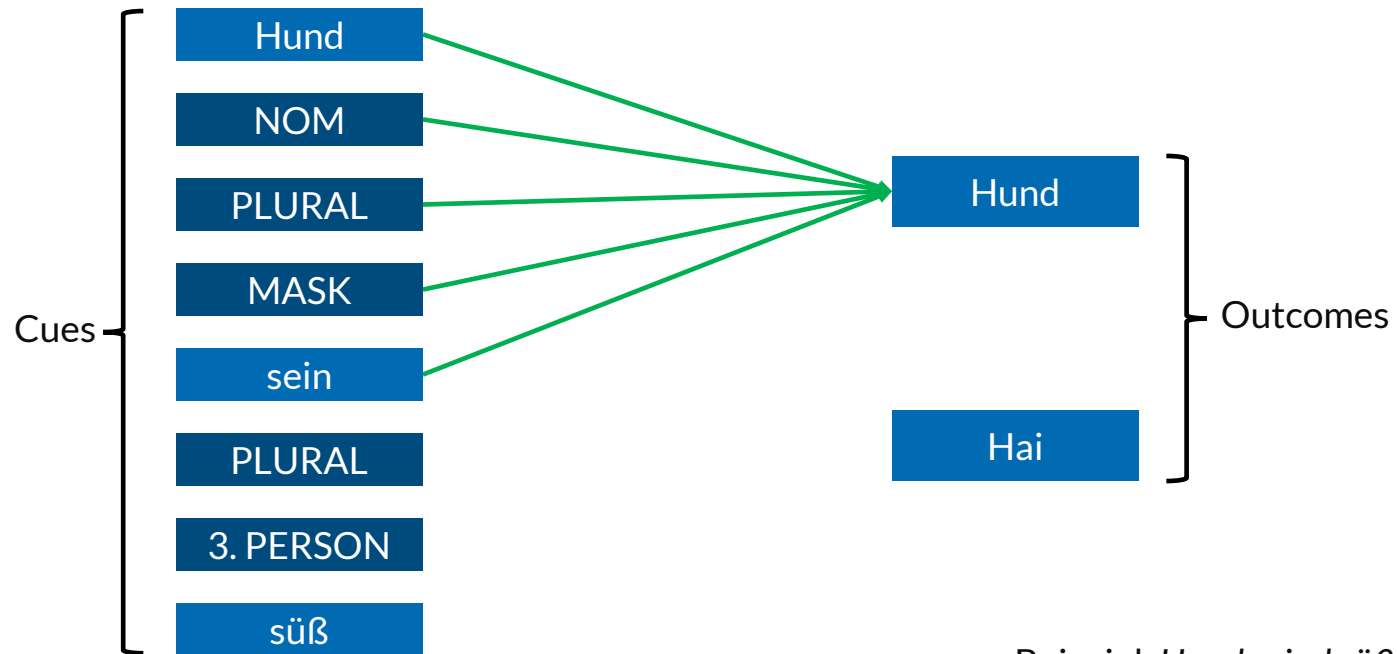 Hund
NOM
PLURAL
MASK
sein
PLURAL
3. PERSON
süß
Cues
Hund
Hai
Outcomes